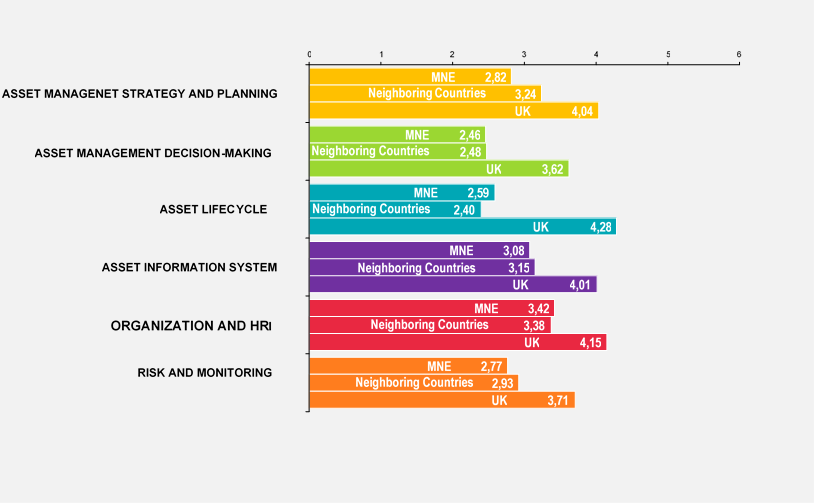 0 1 2 3 4 5 6
MNE 2,82
ASSET MANAGENET STRATEGY AND PLANNING Neighboring Countries 3,24
UK 4,04
MNE 2,46
ASSET MANAGEMENT DECISION-MAKING Neighboring Countries 2,48
UK 3,62
MNE 2,59
ASSET LIFECYCLE Neighboring Countries 2,40
UK 4,28
MNE 3,08
ASSET INFORMATION SYSTEM Neighboring Countries 3,15
UK 4,01
MNE 3,42
ORGANIZATION AND HRI Neighboring Countries 3,38
UK 4,15
MNE 2,77
RISK AND MONITORING Neighboring Countries 2,93
UK 3,71